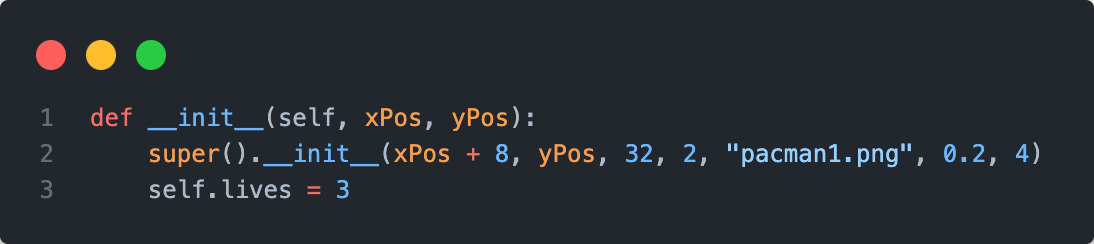 1 def __init__(self, xPos, yPos):
2     super().__init__(xPos + 8, yPos, 32, 2, "pacman1.png", 0.2, 4)
3     self.lives = 3